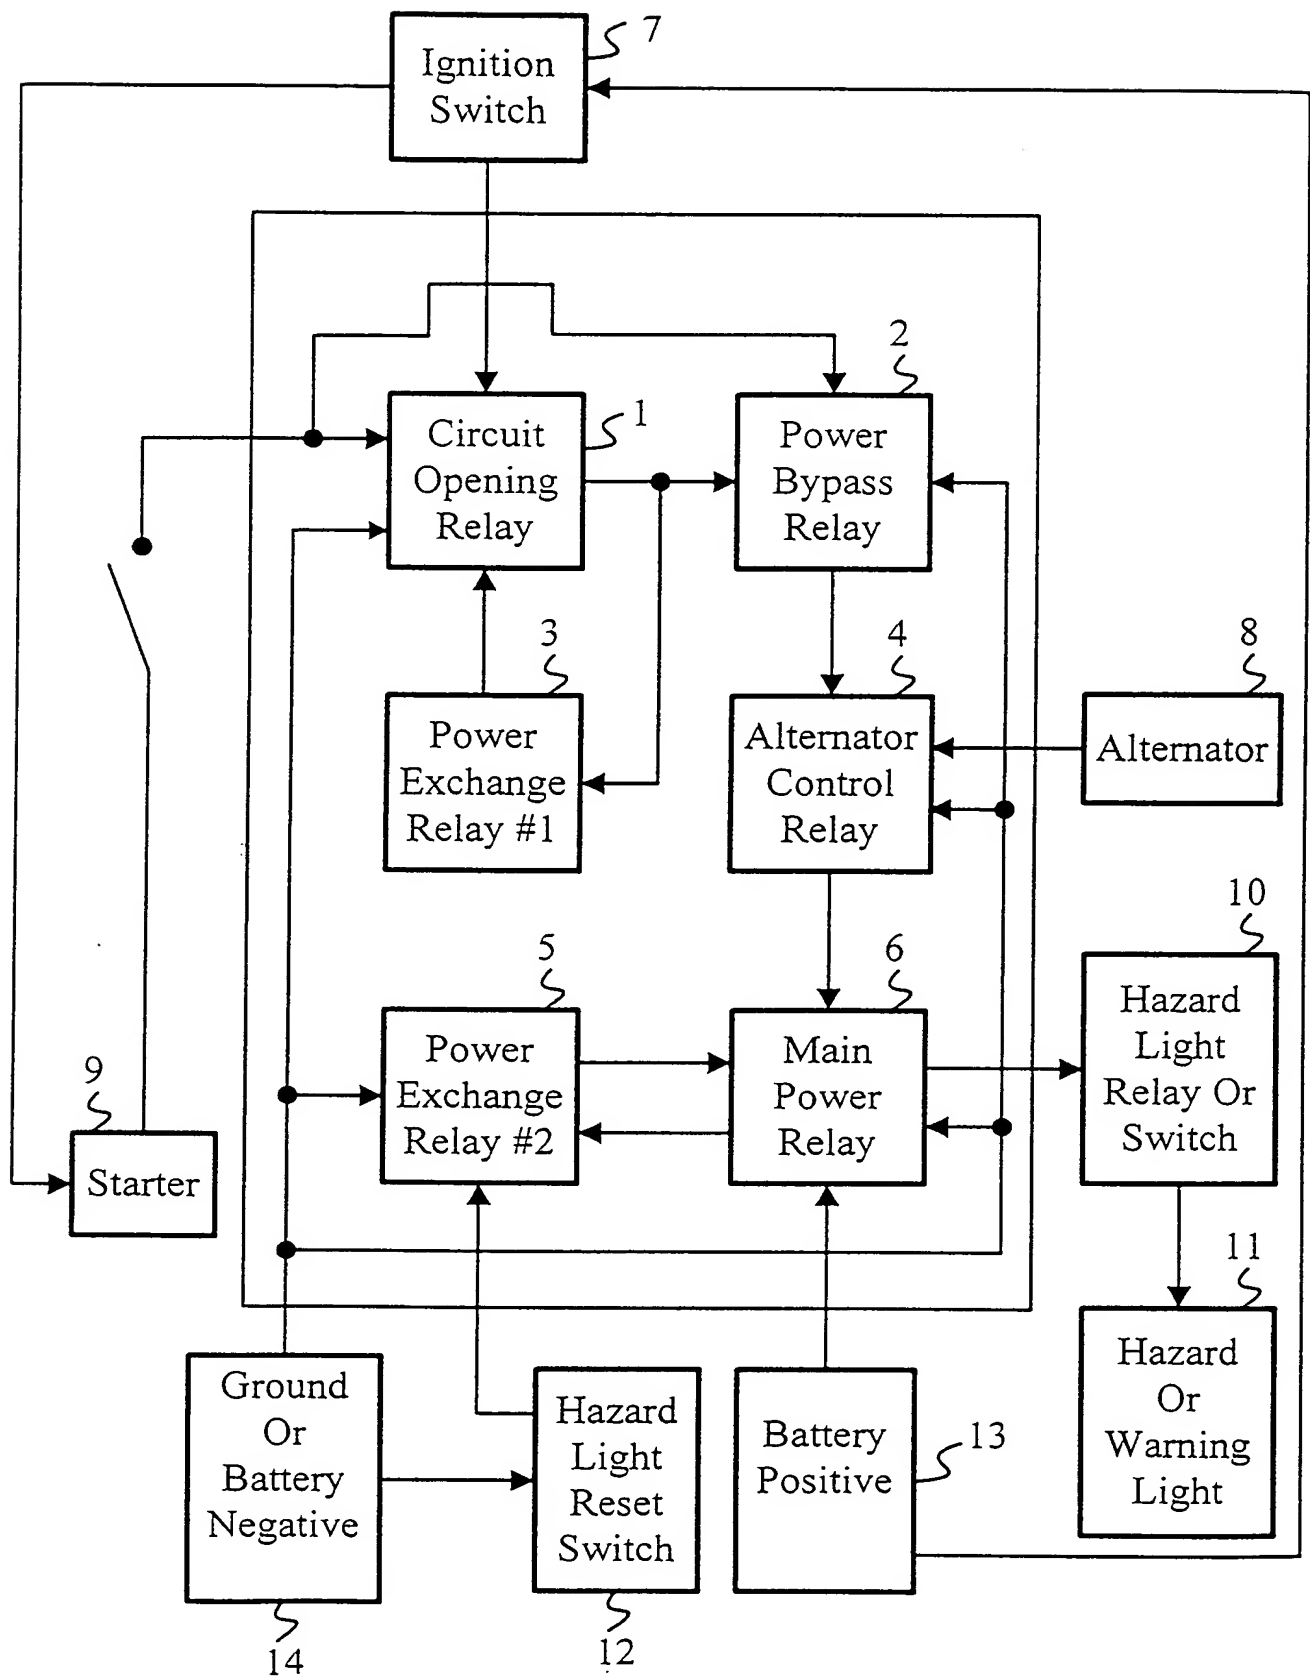 7
Ignition
Switch
2
1
Circuit
Opening
Relay
Power
Bypass
Relay
3
4
8
Power
Exchange
Relay #1
Alternator
Control
Relay
Alternator
10
5
6
Hazard
Light
Relay Or
Switch
9
Power
Exchange
Relay #2
Main
Power
Relay
Starter
11
Ground
Or
Battery
Negative
Hazard
Light
Reset
Switch
Battery
Positive
13
Hazard
Or
Warning
Light
14
12